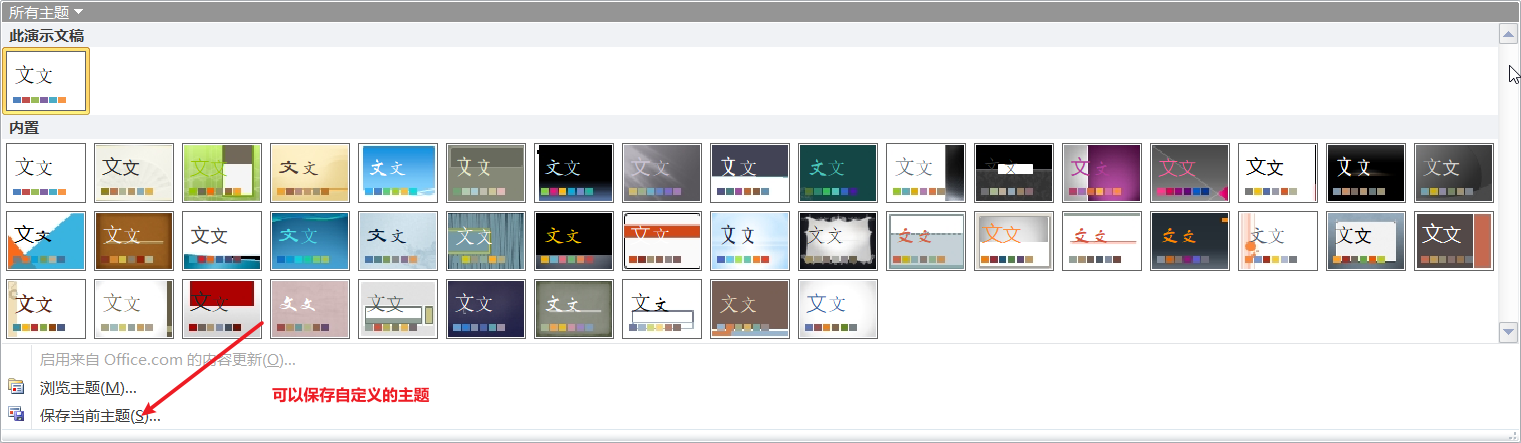 所有主题
此演示文稿
文文
内置
文文 文文 文文 文文 文文 文文 文文 文文 文文 文文 文文 文文 文文 文文 文文 文文 文文
文文 文文 文文 文文 文文 文文 文文 文文 文文 文文 文文 文文 文文 文文 文文 文文 文文
文文 文文 文文 文文 文文 文文 文文 文文 文文 文文
启用来自 Office.com 的内容更新(O)...
浏览主题(M)...
可以保存自定义的主题
保存当前主题(S)...